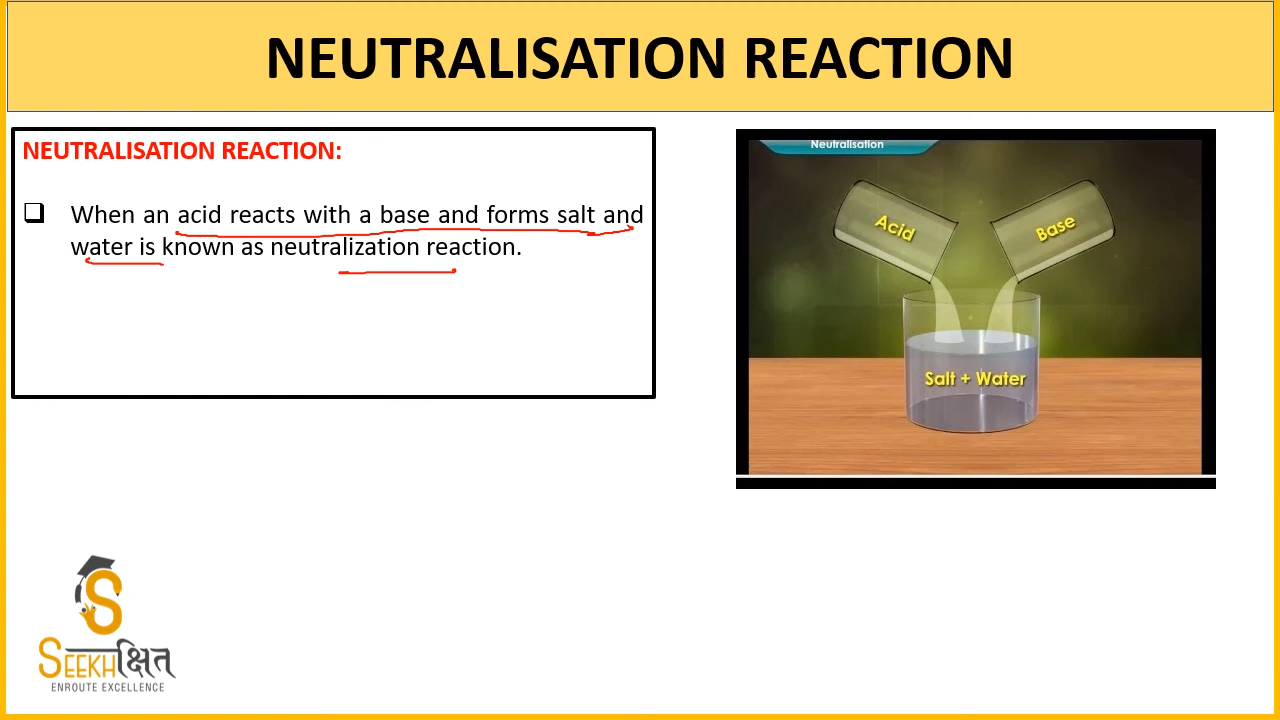 NEUTRALISATION REACTION
NEUTRALISATION REACTION:
When an acid reacts with a base and forms salt and
water is known as neutralization reaction.
Neutralisation
Acid
Base
Salt + Water
S
SEEKHक्षित
ENROUTE EXCELLENCE